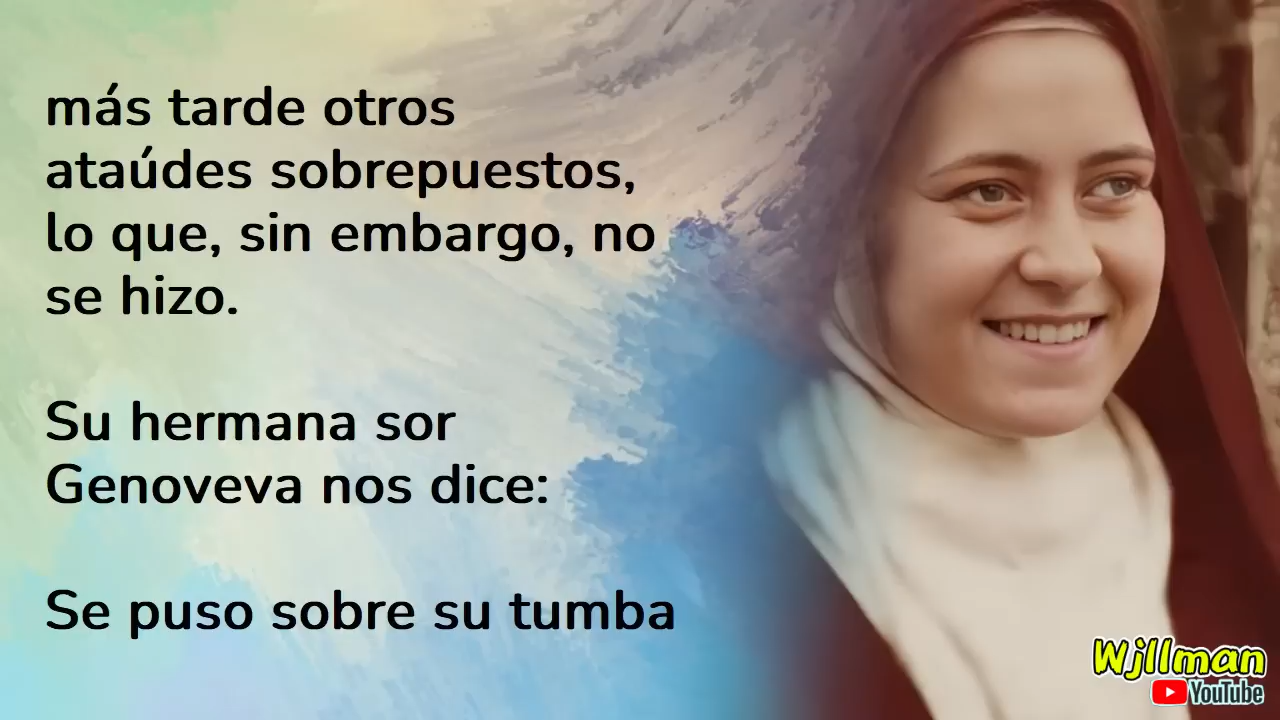 más tarde otros
ataúdes sobrepuestos,
lo que, sin embargo, no
se hizo.
Su hermana sor
Genoveva nos dice:
Se puso sobre su tumba
Wjllman
YouTube